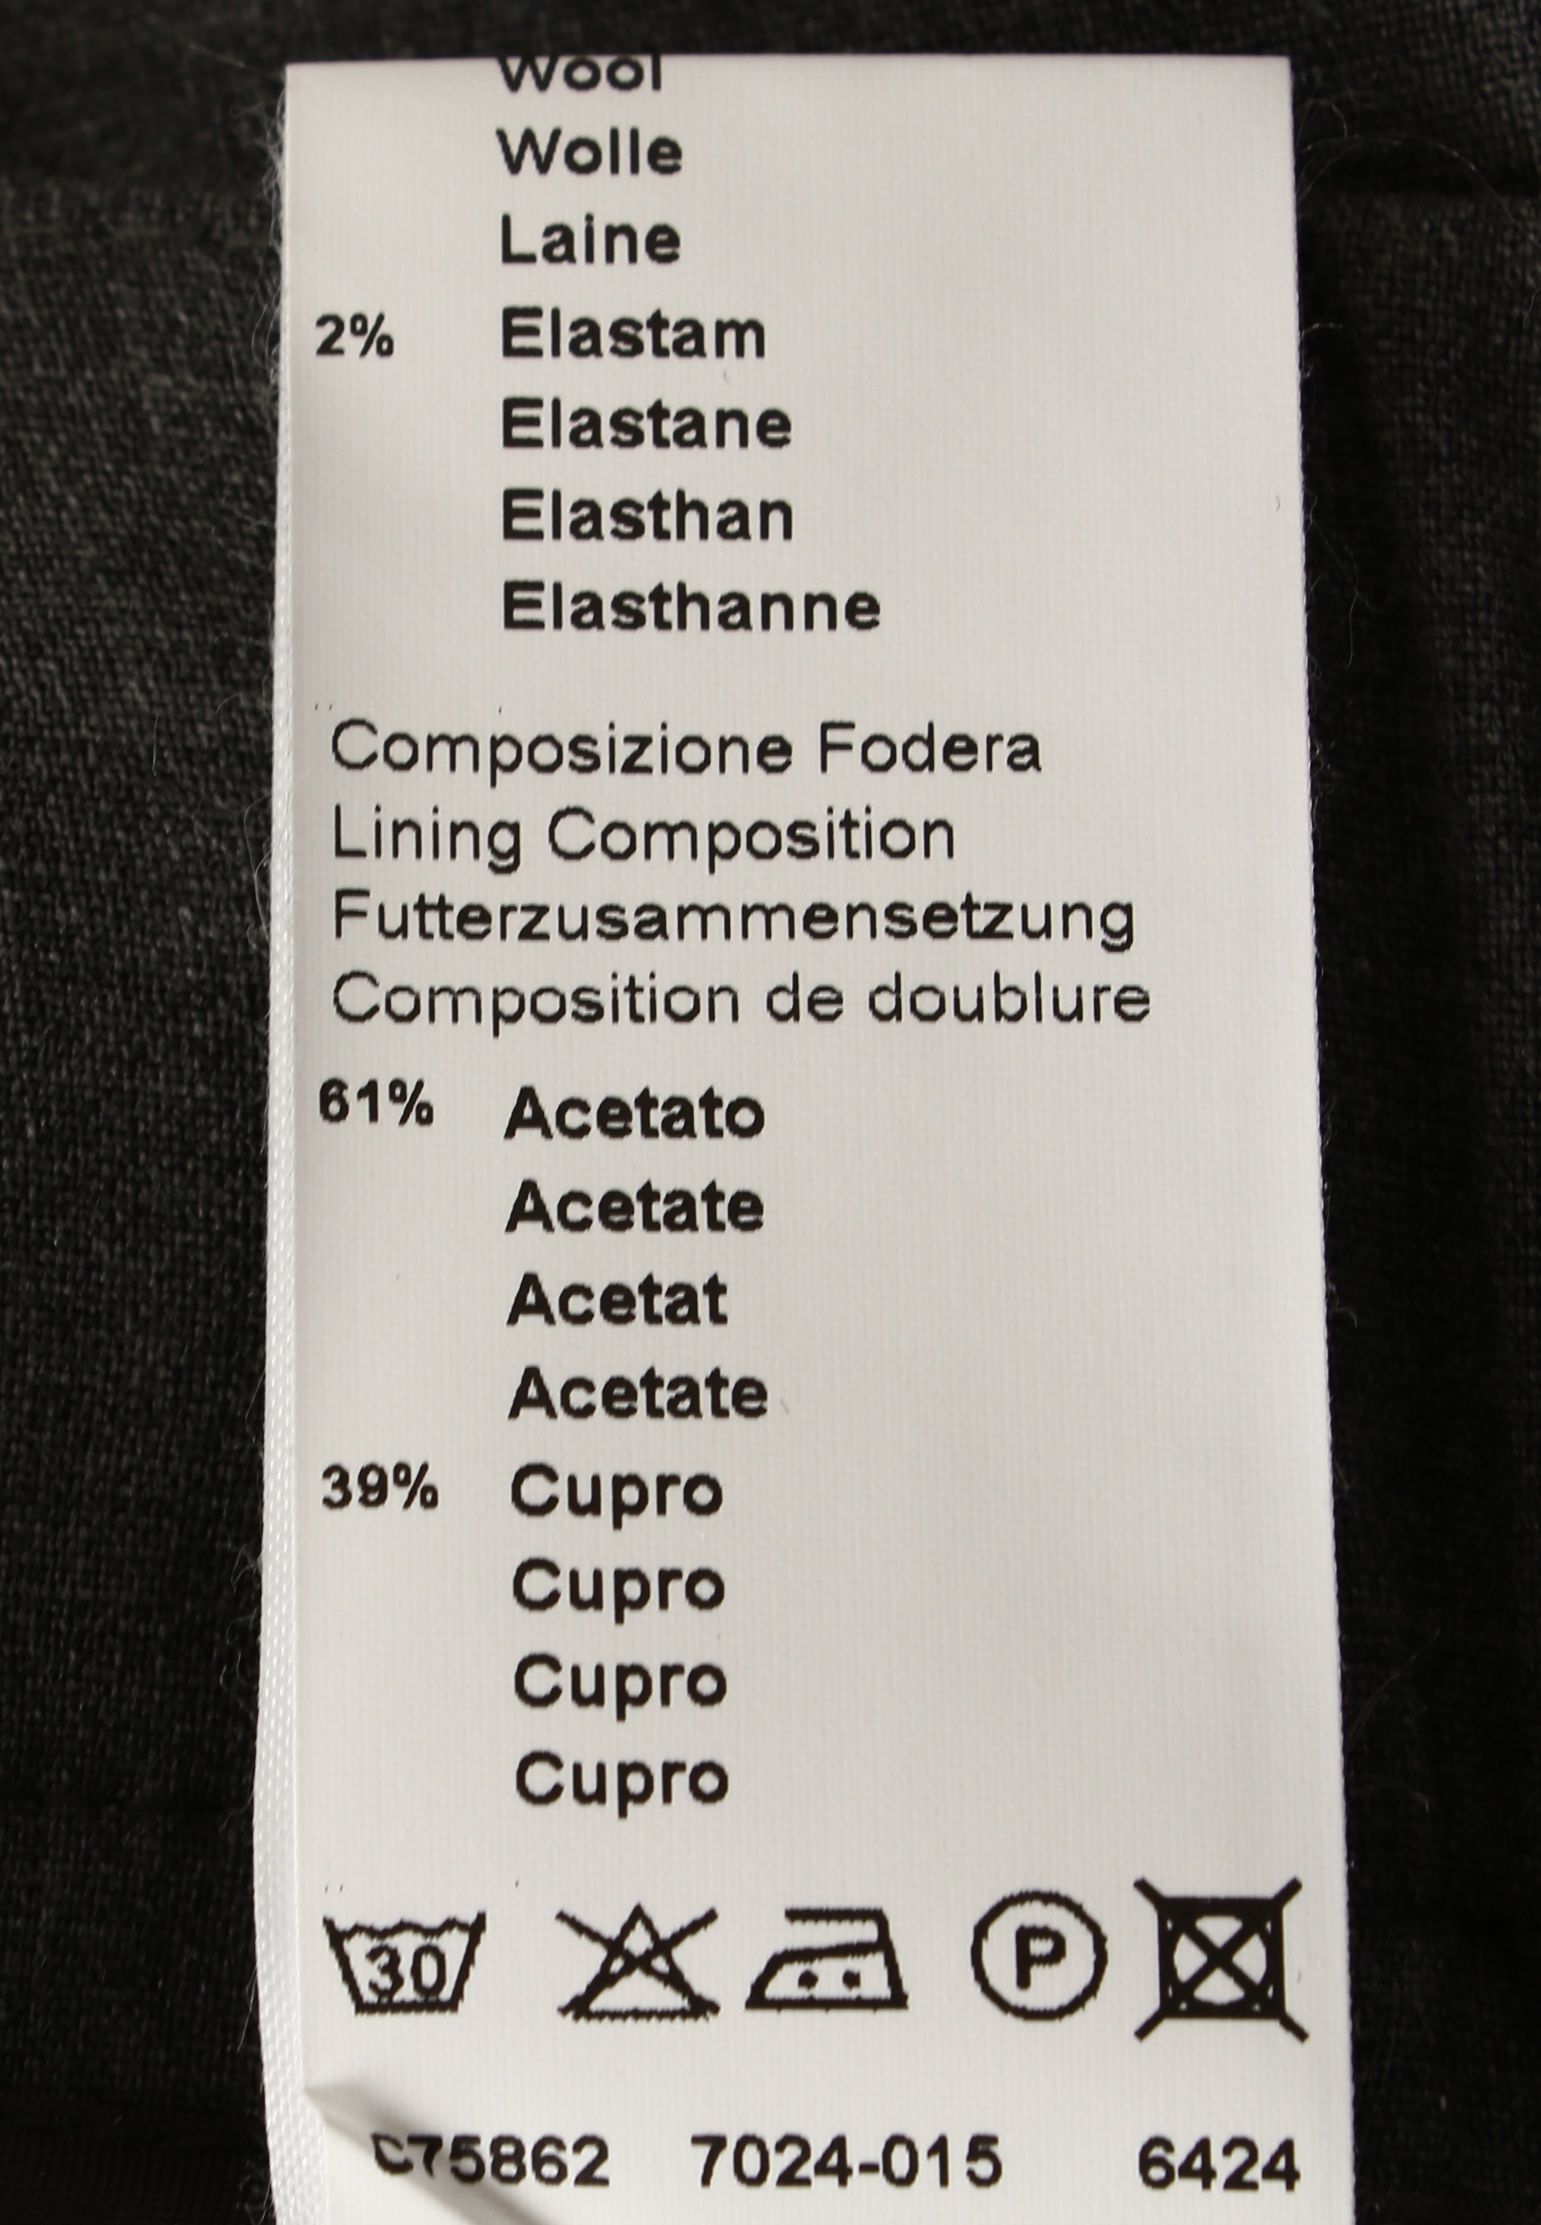 Wool
Wolle
Laine
2% Elastam
Elastane
Elasthan
Elasthanne
Composizione Fodera
Lining Composition
Futterzusammensetzung
Composition de doublure
61% Acetato
Acetate
Acetat
Acetate
39% Cupro
Cupro
Cupro
Cupro
30 P
C75862 7024-015 6424